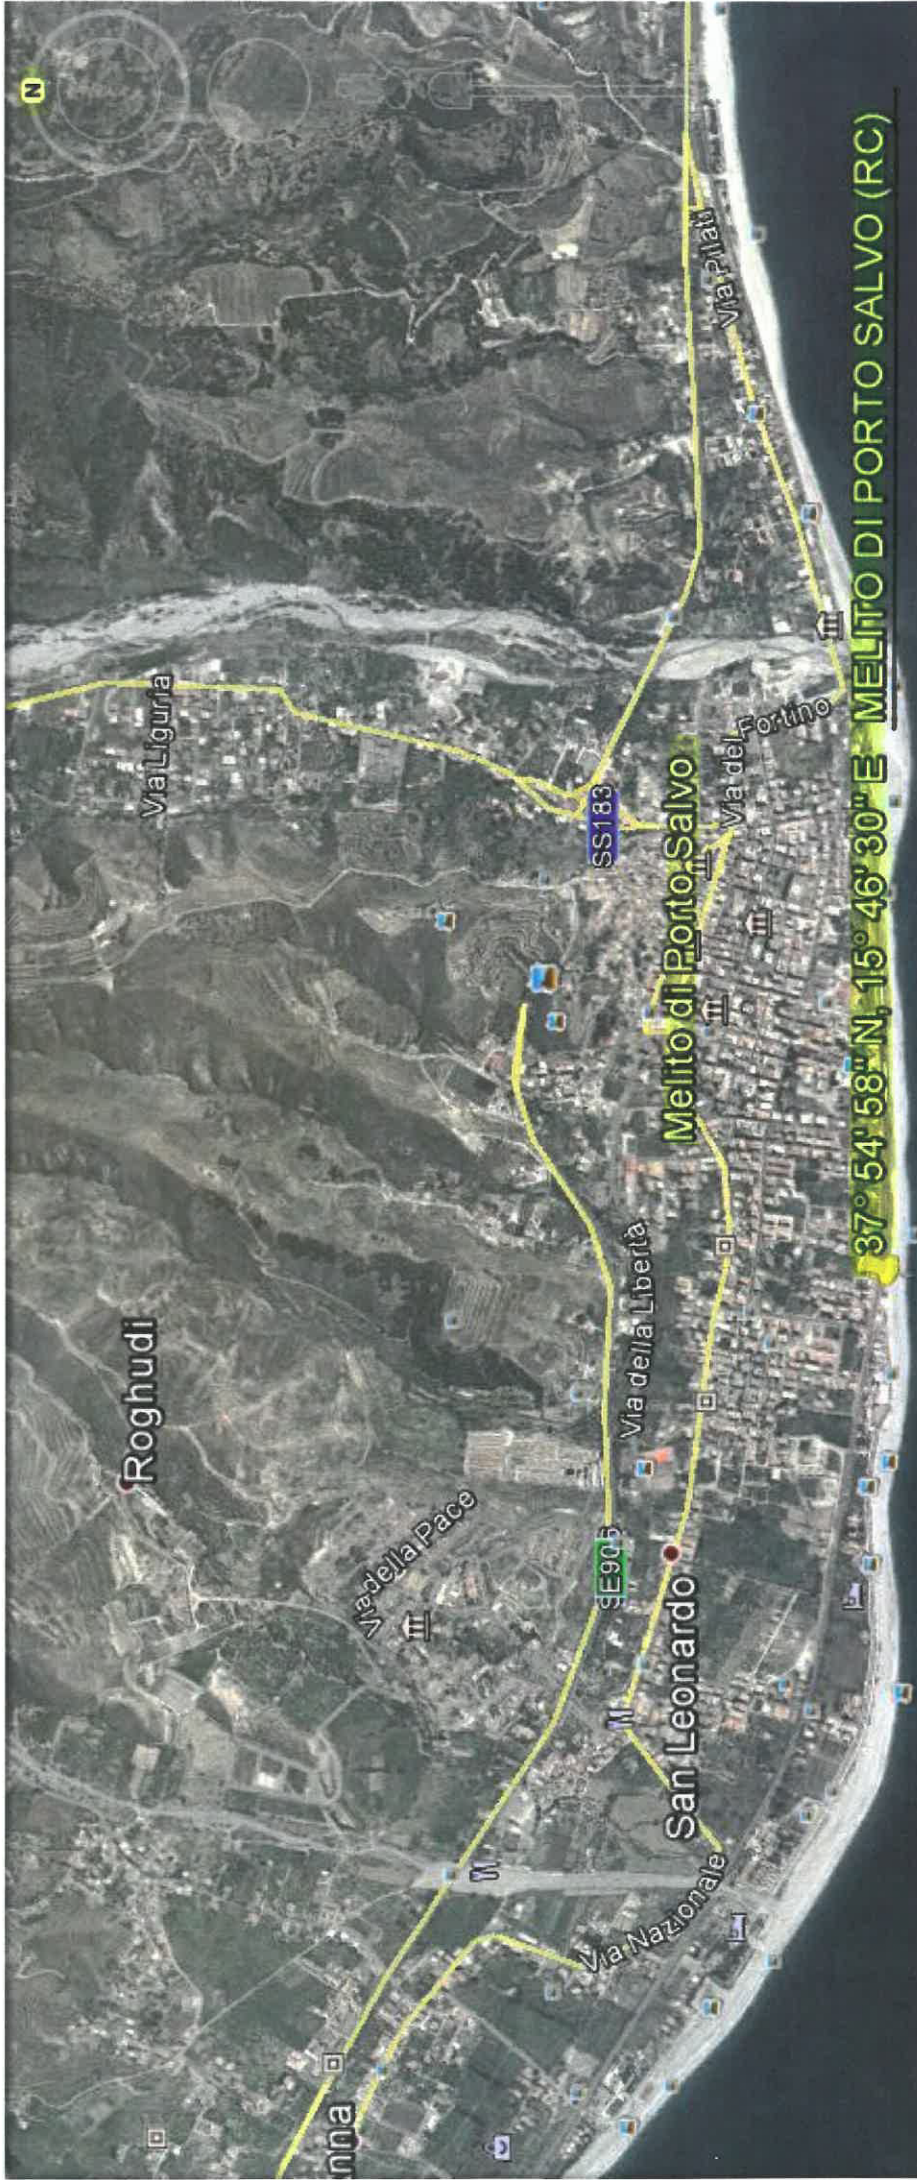 N
Via Liguria
Roghudi
Via della Pace
SS183
Via Pilati
Via del Fortino
Melito di Porto Salvo
Via della Libertà
San Leonardo
Via Nazionale
nna
37° 54' 58" N, 15° 46' 30" E MELITO DI PORTO SALVO (RC)